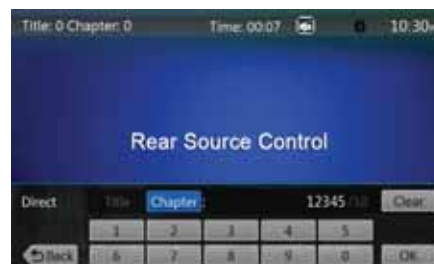 Title: 0 Chapter: 0 Time: 00:07 10:30
Rear Source Control
Direct Title Chapter: 12345 Clear
1 2 3 4 5
Back 6 7 8 9 0 OK